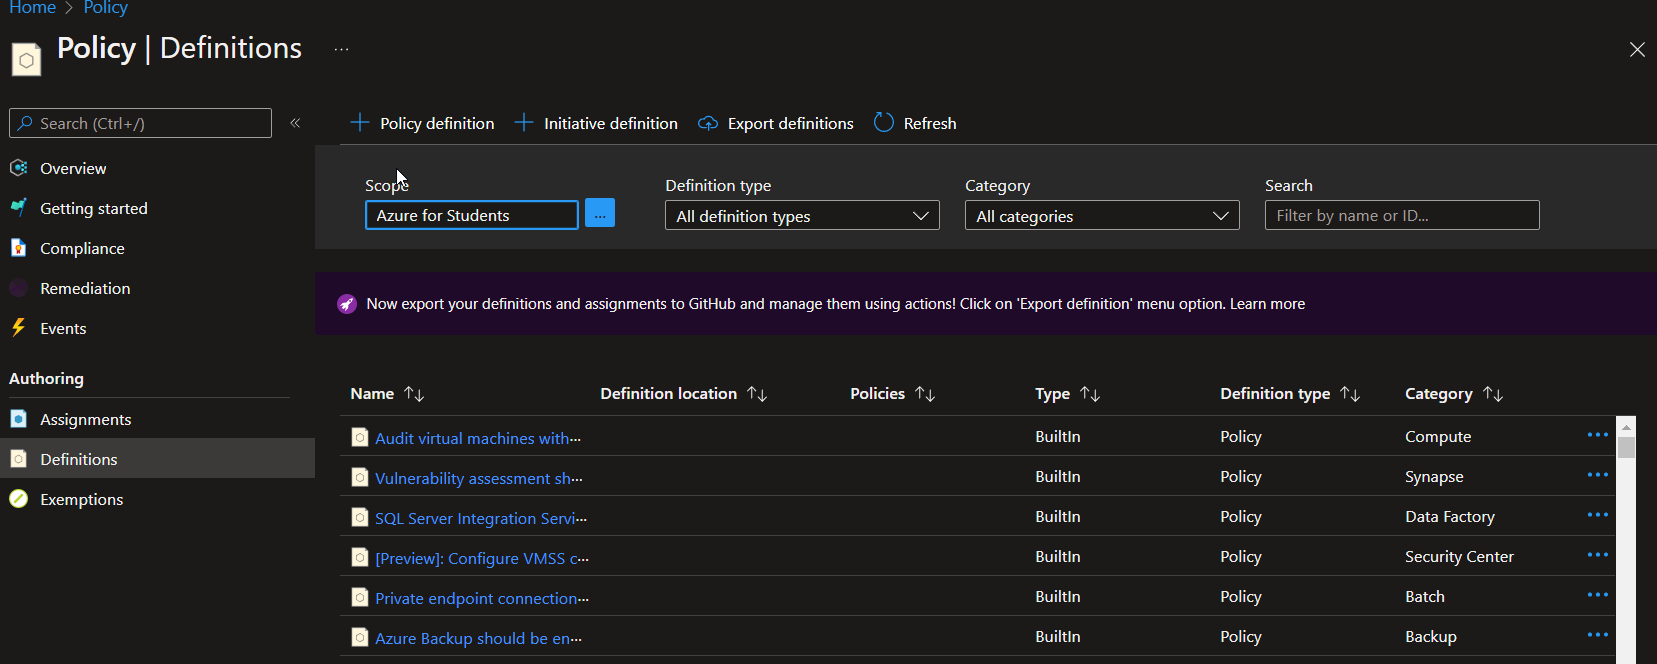 Home > Policy
Policy | Definitions ...
Search (Ctrl+/)
«
Overview
Getting started
Compliance
Remediation
Events
Authoring
Assignments
Definitions
Exemptions
Policy definition
Initiative definition
Export definitions
Refresh
Scope
Azure for Students
...
Definition type
All definition types
Category
All categories
Search
Filter by name or ID...
Now export your definitions and assignments to GitHub and manage them using actions! Click on 'Export definition' menu option. Learn more
Name ↑↓ Definition location ↑↓ Policies ↑↓ Type ↑↓ Definition type ↑↓ Category ↑↓
Audit virtual machines with... BuiltIn Policy Compute ...
Vulnerability assessment sh... BuiltIn Policy Synapse ...
SQL Server Integration Servi... BuiltIn Policy Data Factory ...
[Preview]: Configure VMSS c... BuiltIn Policy Security Center ...
Private endpoint connection... BuiltIn Policy Batch ...
Azure Backup should be en... BuiltIn Policy Backup ...